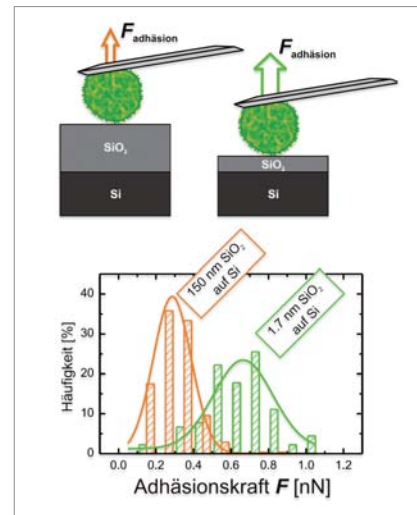 F adhäsion
F adhäsion
SiO₂
Si
SiO₂
Si
150 nm SiO₂
auf Si
1.7 nm SiO₂
auf Si
Häufigkeit [%]
40
30
20
10
0
0.0 0.2 0.4 0.6 0.8 1.0 1.2
Adhäsionskraft F [nN]